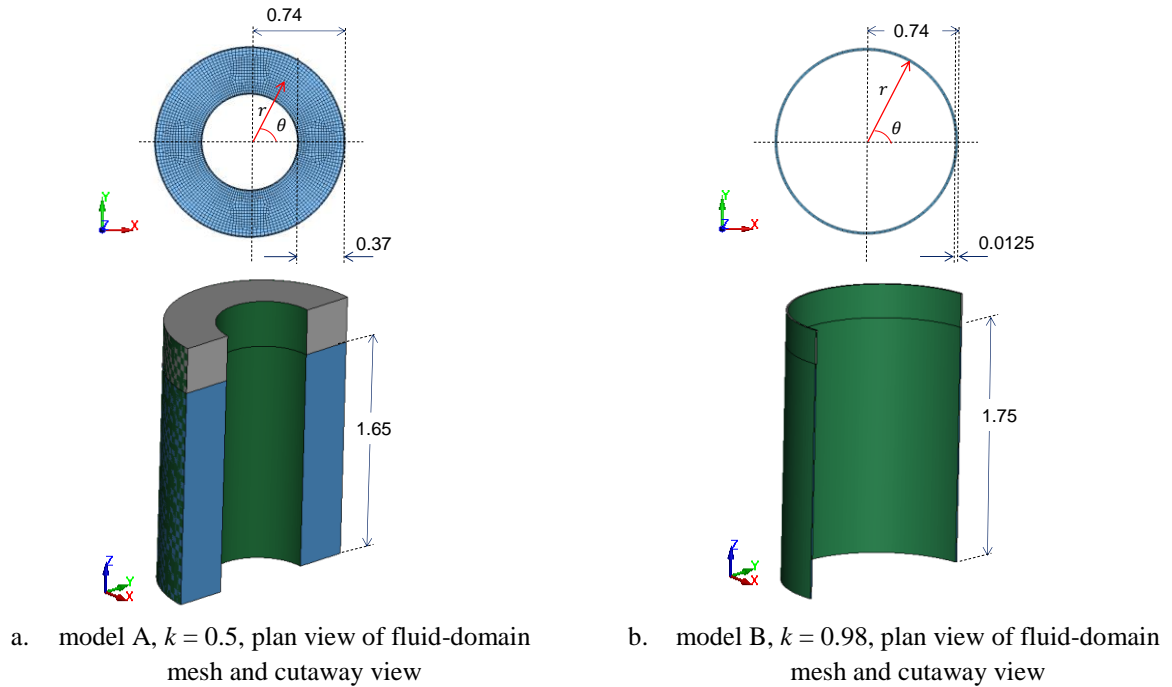 0.74
r
θ
Y
Z
X
0.37
1.65
Z
Y
X
a. model A, k = 0.5, plan view of fluid-domain
mesh and cutaway view
0.74
r
θ
Y
Z
X
0.0125
1.75
Z
Y
X
b. model B, k = 0.98, plan view of fluid-domain
mesh and cutaway view